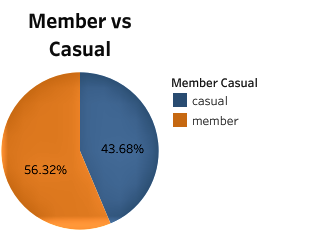 Member vs
Casual
Member Casual
casual
member
43.68%
56.32%